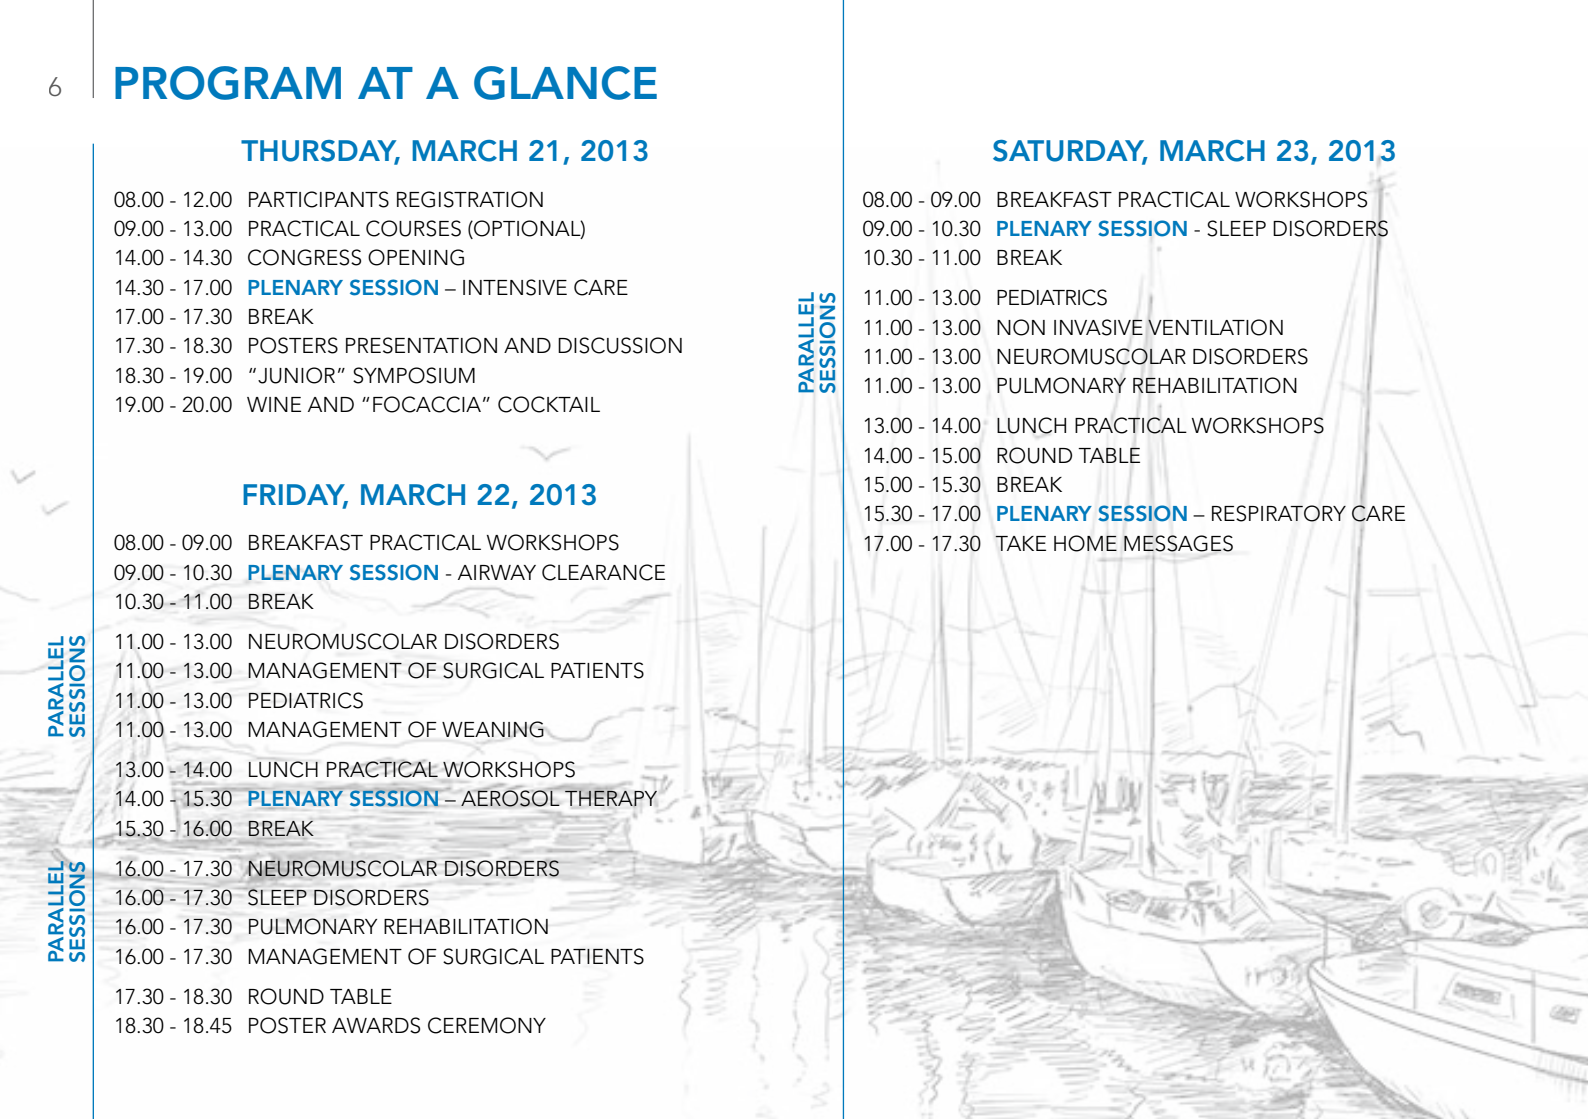 6
PROGRAM AT A GLANCE
THURSDAY, MARCH 21, 2013
08.00 - 12.00 PARTICIPANTS REGISTRATION
09.00 - 13.00 PRACTICAL COURSES (OPTIONAL)
14.00 - 14.30 CONGRESS OPENING
14.30 - 17.00 PLENARY SESSION – INTENSIVE CARE
17.00 - 17.30 BREAK
17.30 - 18.30 POSTERS PRESENTATION AND DISCUSSION
18.30 - 19.00 “JUNIOR” SYMPOSIUM
19.00 - 20.00 WINE AND “FOCACCIA” COCKTAIL
FRIDAY, MARCH 22, 2013
08.00 - 09.00 BREAKFAST PRACTICAL WORKSHOPS
09.00 - 10.30 PLENARY SESSION - AIRWAY CLEARANCE
10.30 - 11.00 BREAK
PARALLEL
SESSIONS
11.00 - 13.00 NEUROMUSCOLAR DISORDERS
11.00 - 13.00 MANAGEMENT OF SURGICAL PATIENTS
11.00 - 13.00 PEDIATRICS
11.00 - 13.00 MANAGEMENT OF WEANING
13.00 - 14.00 LUNCH PRACTICAL WORKSHOPS
14.00 - 15.30 PLENARY SESSION – AEROSOL THERAPY
15.30 - 16.00 BREAK
PARALLEL
SESSIONS
16.00 - 17.30 NEUROMUSCOLAR DISORDERS
16.00 - 17.30 SLEEP DISORDERS
16.00 - 17.30 PULMONARY REHABILITATION
16.00 - 17.30 MANAGEMENT OF SURGICAL PATIENTS
17.30 - 18.30 ROUND TABLE
18.30 - 18.45 POSTER AWARDS CEREMONY
SATURDAY, MARCH 23, 2013
08.00 - 09.00 BREAKFAST PRACTICAL WORKSHOPS
09.00 - 10.30 PLENARY SESSION - SLEEP DISORDERS
10.30 - 11.00 BREAK
PARALLEL
SESSIONS
11.00 - 13.00 PEDIATRICS
11.00 - 13.00 NON INVASIVE VENTILATION
11.00 - 13.00 NEUROMUSCOLAR DISORDERS
11.00 - 13.00 PULMONARY REHABILITATION
13.00 - 14.00 LUNCH PRACTICAL WORKSHOPS
14.00 - 15.00 ROUND TABLE
15.00 - 15.30 BREAK
15.30 - 17.00 PLENARY SESSION – RESPIRATORY CARE
17.00 - 17.30 TAKE HOME MESSAGES